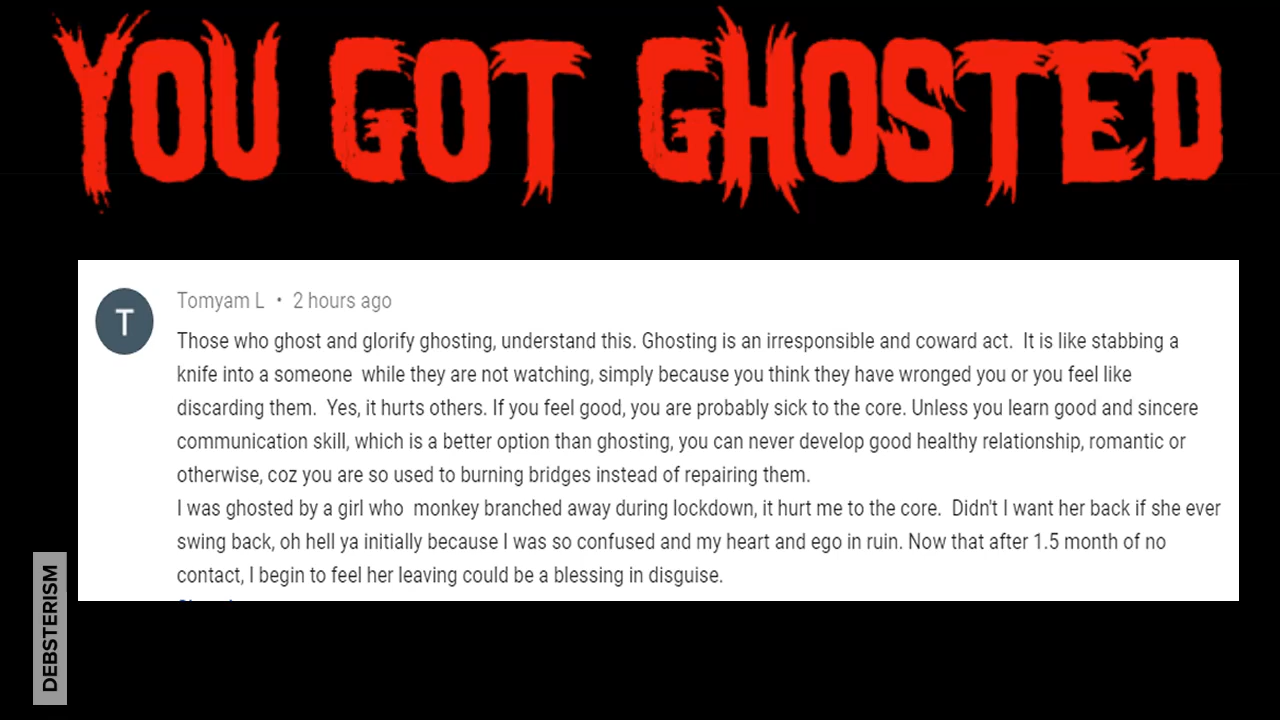 YOU GOT GHOSTED
Tomyam L • 2 hours ago
T
Those who ghost and glorify ghosting, understand this. Ghosting is an irresponsible and coward act.  It is like stabbing a
knife into a someone  while they are not watching, simply because you think they have wronged you or you feel like
discarding them.  Yes, it hurts others. If you feel good, you are probably sick to the core. Unless you learn good and sincere
communication skill, which is a better option than ghosting, you can never develop good healthy relationship, romantic or
otherwise, coz you are so used to burning bridges instead of repairing them.
I was ghosted by a girl who  monkey branched away during lockdown, it hurt me to the core.  Didn't I want her back if she ever
swing back, oh hell ya initially because I was so confused and my heart and ego in ruin. Now that after 1.5 month of no
contact, I begin to feel her leaving could be a blessing in disguise.
DEBSTERISM